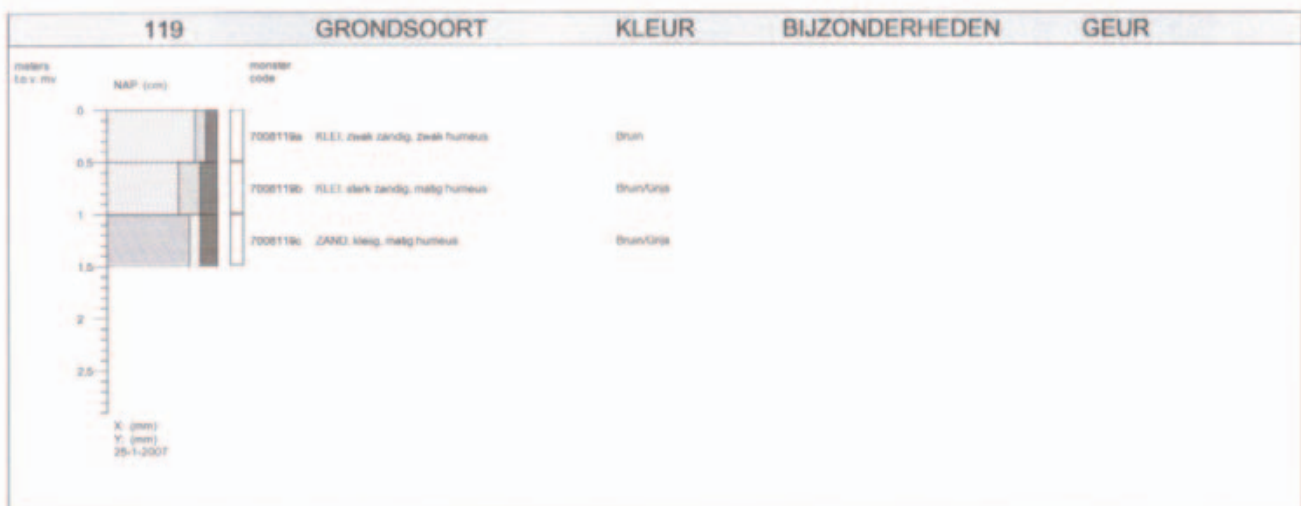 119 GRONDSOORT KLEUR BIJZONDERHEDEN GEUR
meters monster
t.o.v. mv code
NAP (cm)
0
7008119a KLEI, zwak zandig, zwak humeus Bruin
0.5
7008119b KLEI, sterk zandig, matig humeus Bruin/Grijs
1
7008119c ZAND, kleiig, matig humeus Bruin/Grijs
1.5
2
2.5
X: (mm)
Y: (mm)
25-1-2007